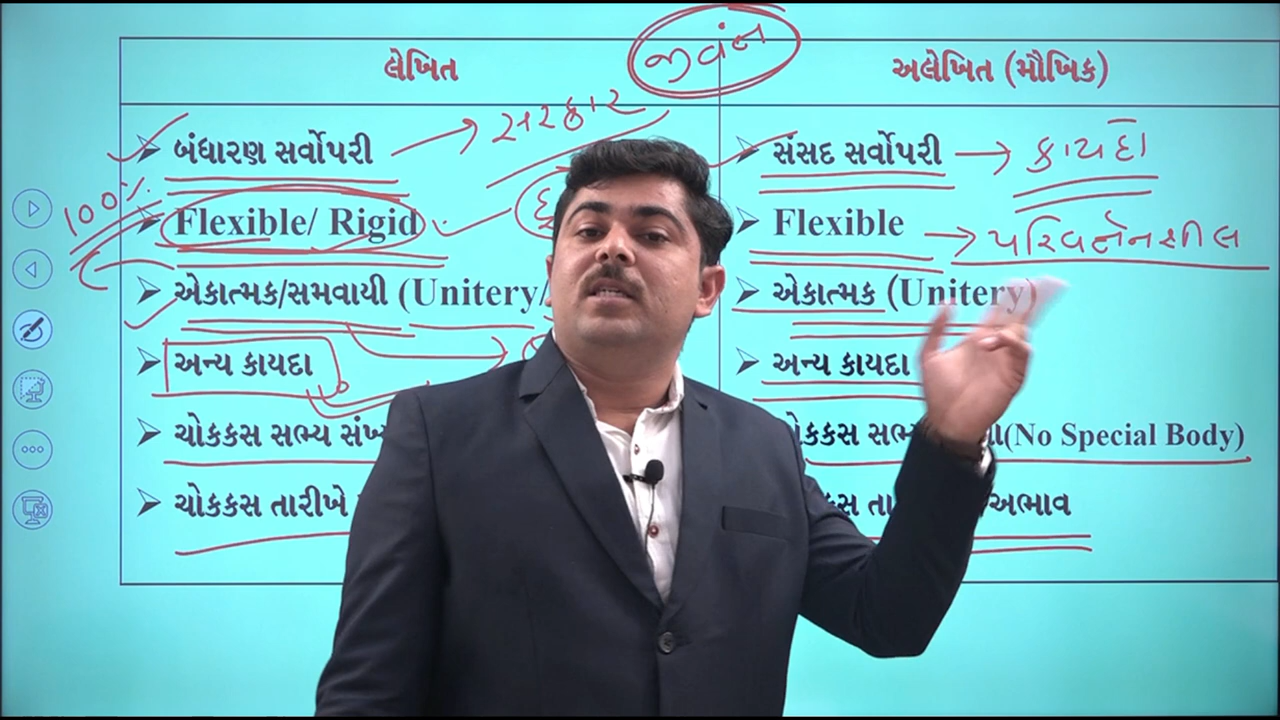 જીવંત
લેખિત
અલેખિત (મૌખિક)
બંધારણ સર્વોપરી → સરકાર
100%
Flexible/ Rigid
એકાત્મક/સમવાયી (Unitery/
અન્ય કાયદા
ચોકકસ સભ્ય
ચોકકસ તારીખે
સંસદ સર્વોપરી → કાયદો
Flexible → પરિવર્તનશીલ
એકાત્મક (Unitery)
અન્ય કાયદા
(No Special Body)
અભાવ